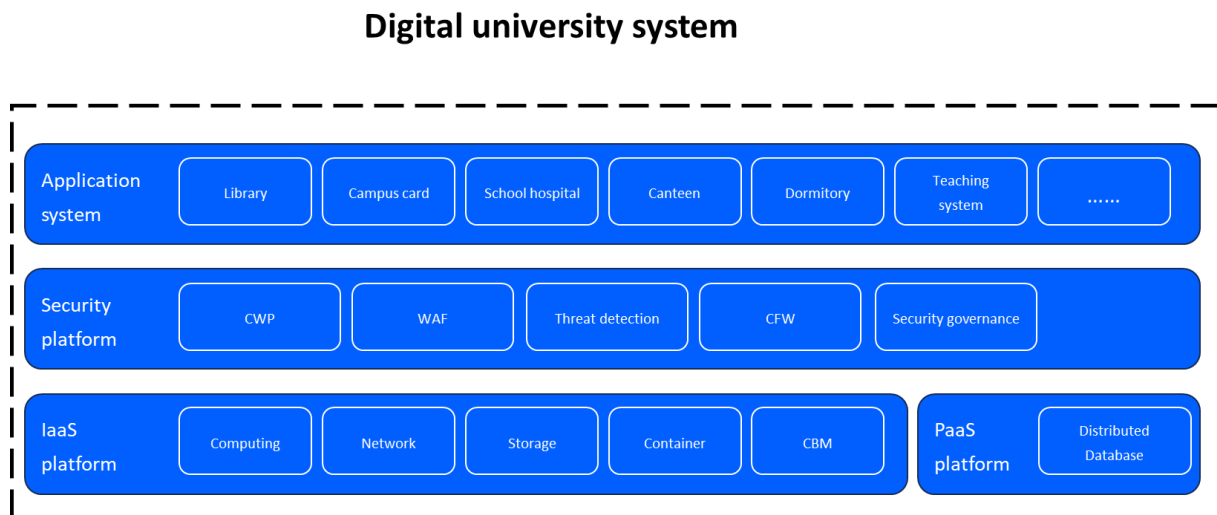 Digital university system
Application
system
Library
Campus card
School hospital
Canteen
Dormitory
Teaching
system
......
Security
platform
CWP
WAF
Threat detection
CFW
Security governance
IaaS
platform
Computing
Network
Storage
Container
CBM
PaaS
platform
Distributed
Database